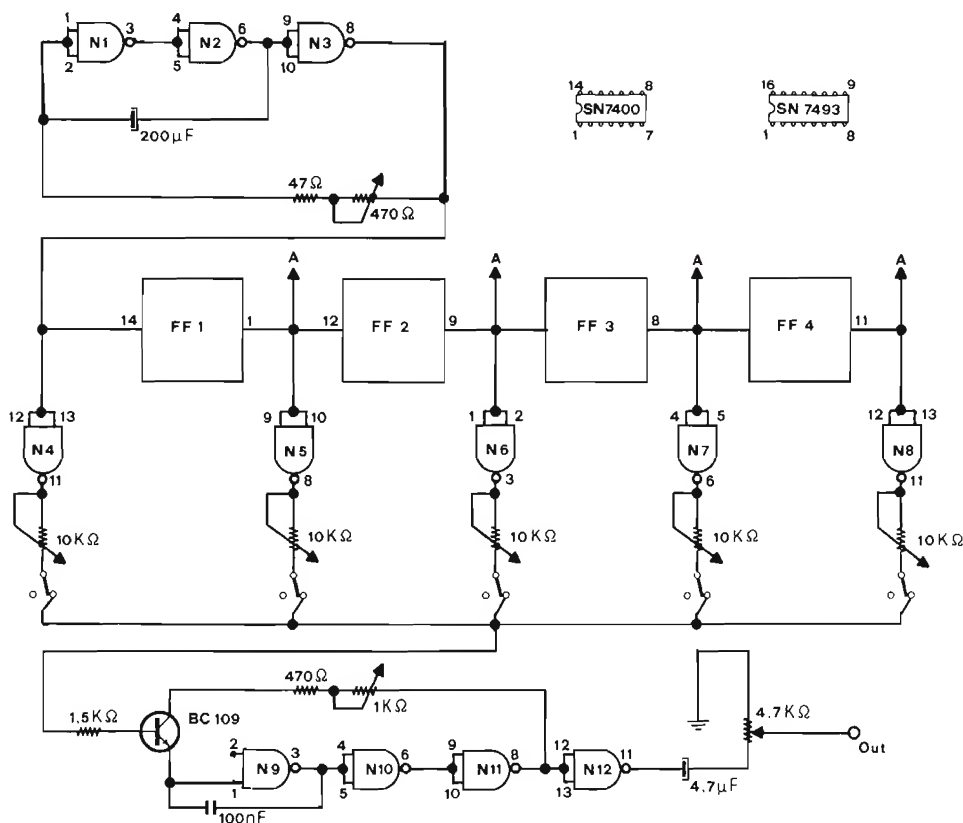 1 3 4 6 9 8
N1 N2 N3
2 5 10
200µF
47Ω
470Ω
14 8 16 9
SN7400 SN 7493
1 7 1 8
A A A A
14 FF 1 1 12 FF 2 9 FF 3 8 FF 4 11
12 13 9 10 1 2 4 5 12 13
N4 N5 N6 N7 N8
11 8 3 6 11
10KΩ 10KΩ 10KΩ 10KΩ 10KΩ
470Ω
1KΩ
1.5KΩ BC 109 4.7KΩ
Out
2 3 4 6 9 8 12 11
N9 N10 N11 N12
1 5 10 13
100nF 4.7µF